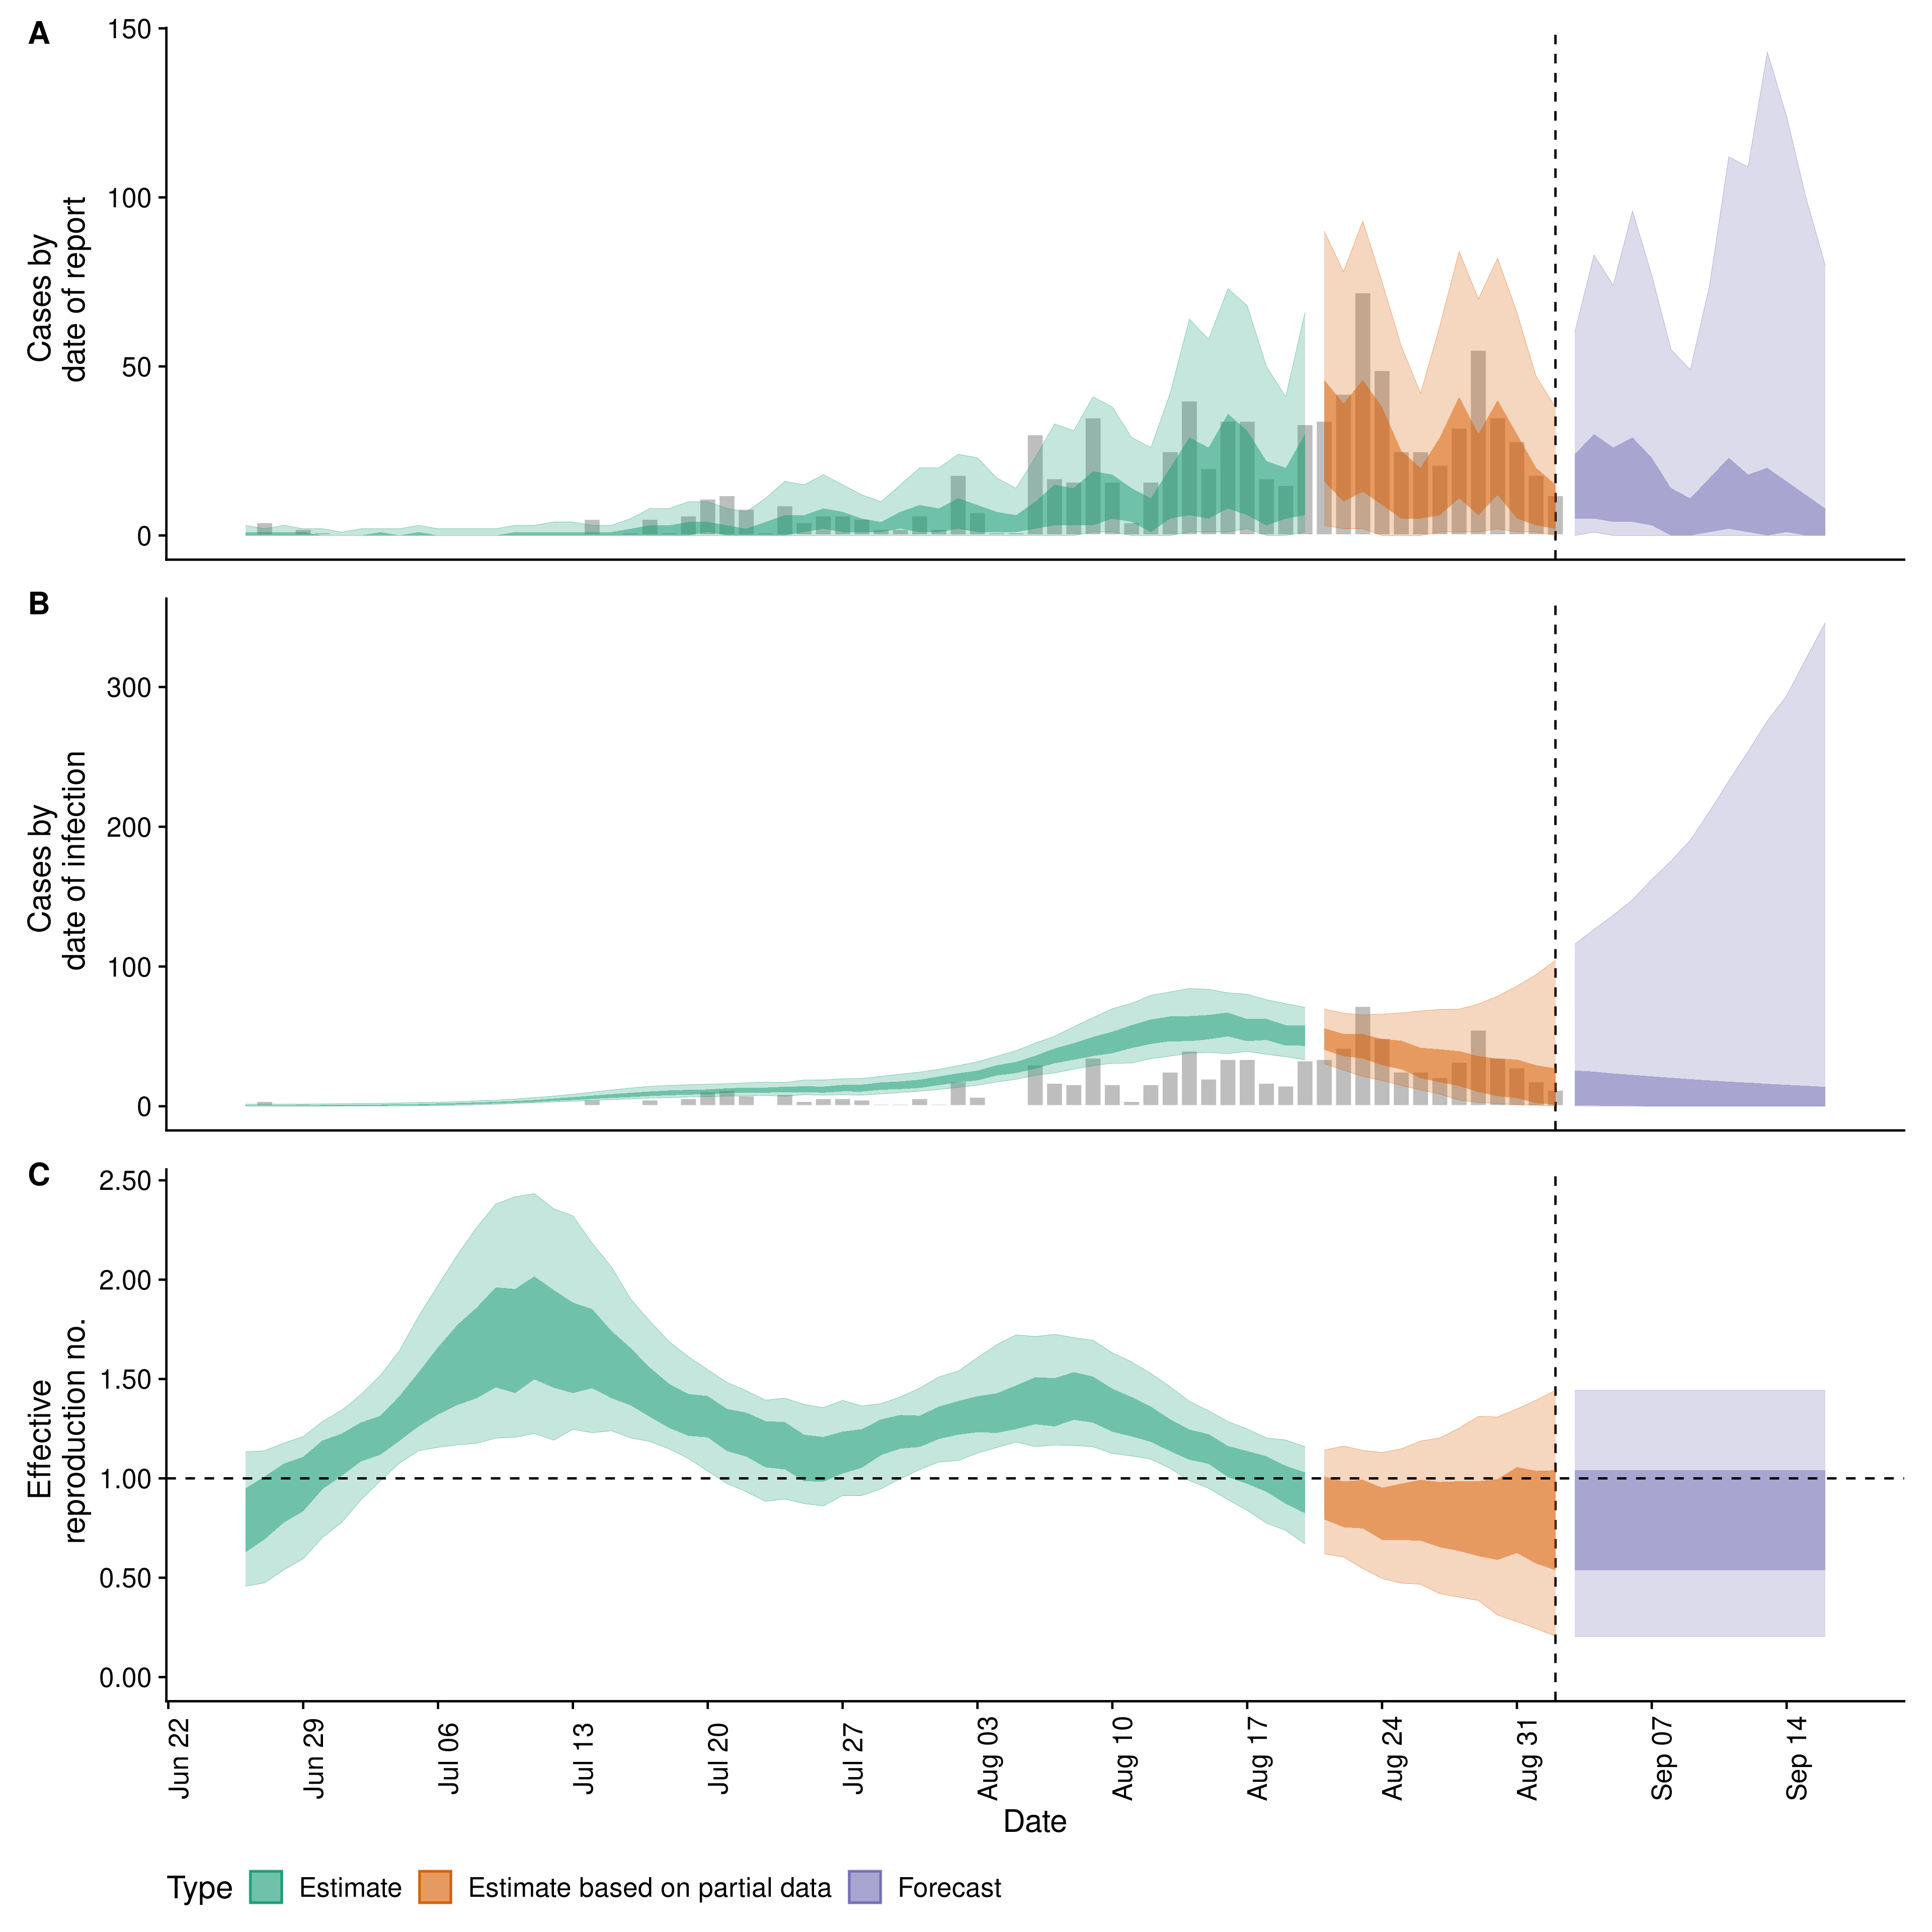 A
150
100
50
0
Cases by
date of report
B
300
200
100
0
Cases by
date of infection
C
2.50
2.00
1.50
1.00
0.50
0.00
Effective
reproduction no.
Jun 22
Jun 29
Jul 06
Jul 13
Jul 20
Jul 27
Aug 03
Aug 10
Aug 17
Aug 24
Aug 31
Sep 07
Sep 14
Date
Type Estimate Estimate based on partial data Forecast